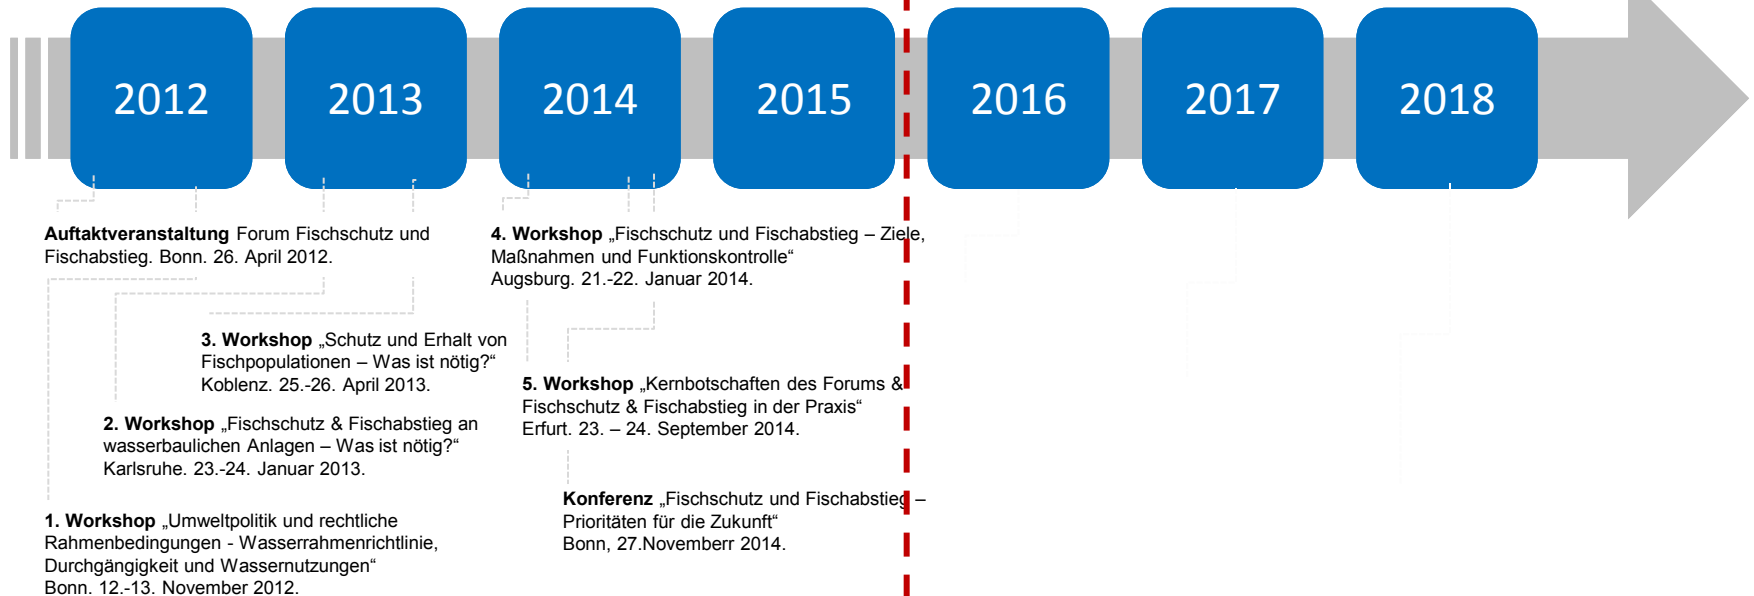 2012
2013
2014
2015
2016
2017
2018
Auftaktveranstaltung Forum Fischschutz und
Fischabstieg. Bonn. 26. April 2012.
3. Workshop „Schutz und Erhalt von
Fischpopulationen – Was ist nötig?“
Koblenz. 25.-26. April 2013.
2. Workshop „Fischschutz & Fischabstieg an
wasserbaulichen Anlagen – Was ist nötig?“
Karlsruhe. 23.-24. Januar 2013.
1. Workshop „Umweltpolitik und rechtliche
Rahmenbedingungen - Wasserrahmenrichtlinie,
Durchgängigkeit und Wassernutzungen“
Bonn. 12.-13. November 2012.
4. Workshop „Fischschutz und Fischabstieg – Ziele,
Maßnahmen und Funktionskontrolle“
Augsburg. 21.-22. Januar 2014.
5. Workshop „Kernbotschaften des Forums &
Fischschutz & Fischabstieg in der Praxis“
Erfurt. 23. – 24. September 2014.
Konferenz „Fischschutz und Fischabstieg –
Prioritäten für die Zukunft“
Bonn, 27.Novemberr 2014.